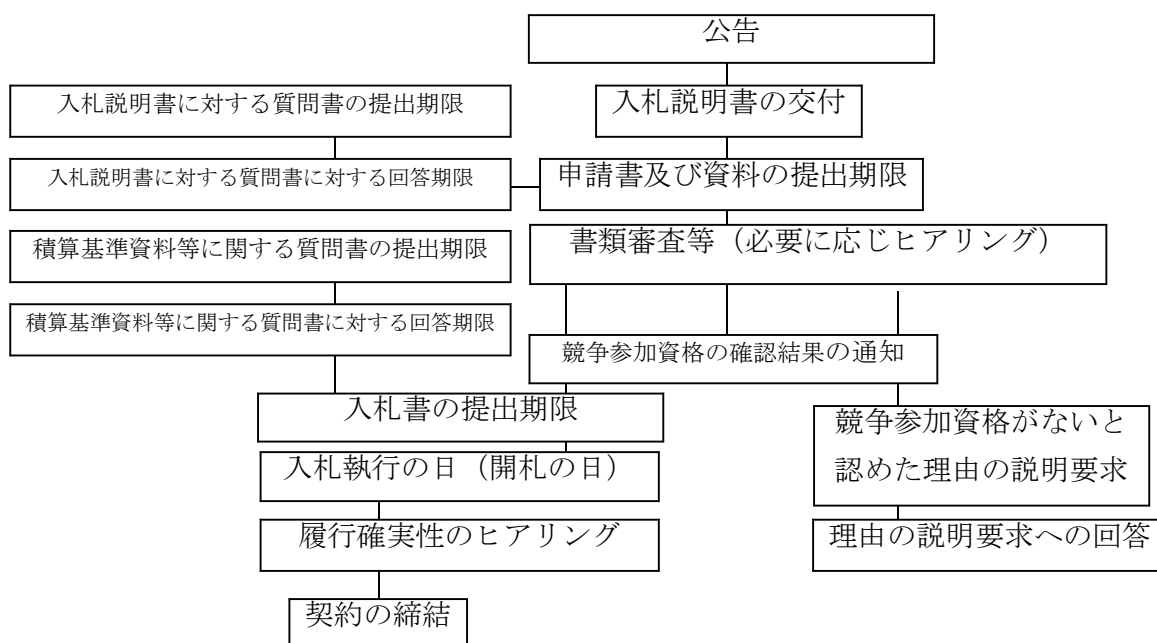 公告
入札説明書に対する質問書の提出期限
入札説明書の交付
入札説明書に対する質問書に対する回答期限
申請書及び資料の提出期限
積算基準資料等に関する質問書の提出期限
書類審査等（必要に応じヒアリング）
積算基準資料等に関する質問書に対する回答期限
競争参加資格の確認結果の通知
入札書の提出期限
競争参加資格がないと
認めた理由の説明要求
入札執行の日（開札の日）
履行確実性のヒアリング
理由の説明要求への回答
契約の締結